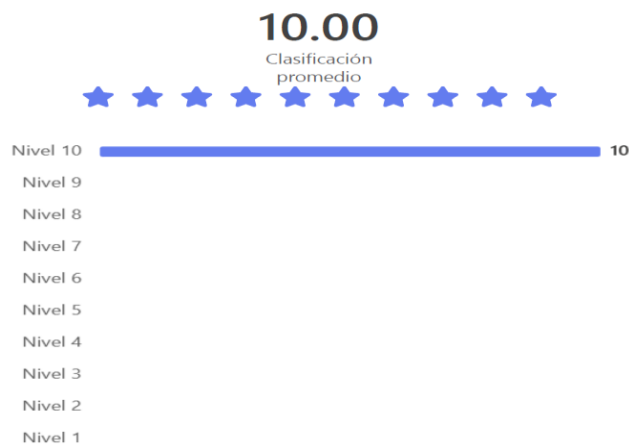 10.00
Clasificación
promedio
Nivel 10 10
Nivel 9
Nivel 8
Nivel 7
Nivel 6
Nivel 5
Nivel 4
Nivel 3
Nivel 2
Nivel 1